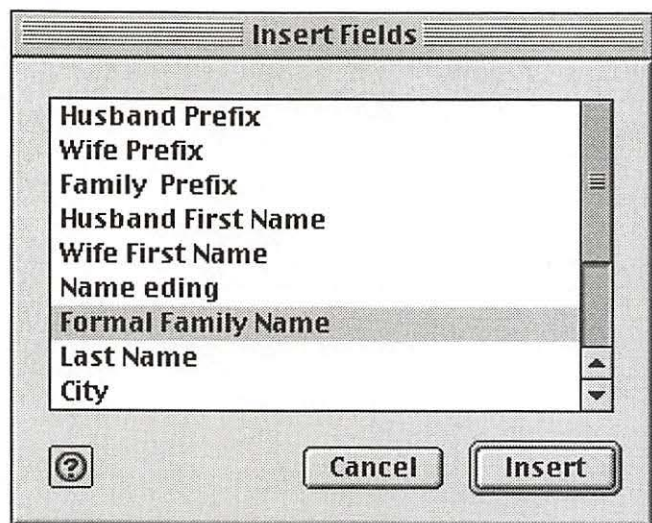 Insert Fields
Husband Prefix
Wife Prefix
Family Prefix
Husband First Name
Wife First Name
Name eding
Formal Family Name
Last Name
City
?
Cancel
Insert